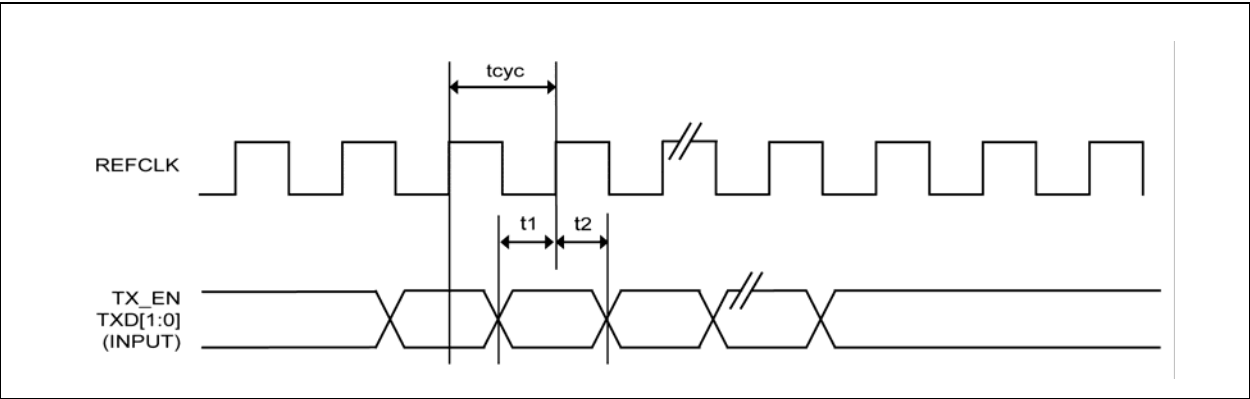 tcyc
REFCLK
t1
t2
TX_EN
TXD[1:0]
(INPUT)